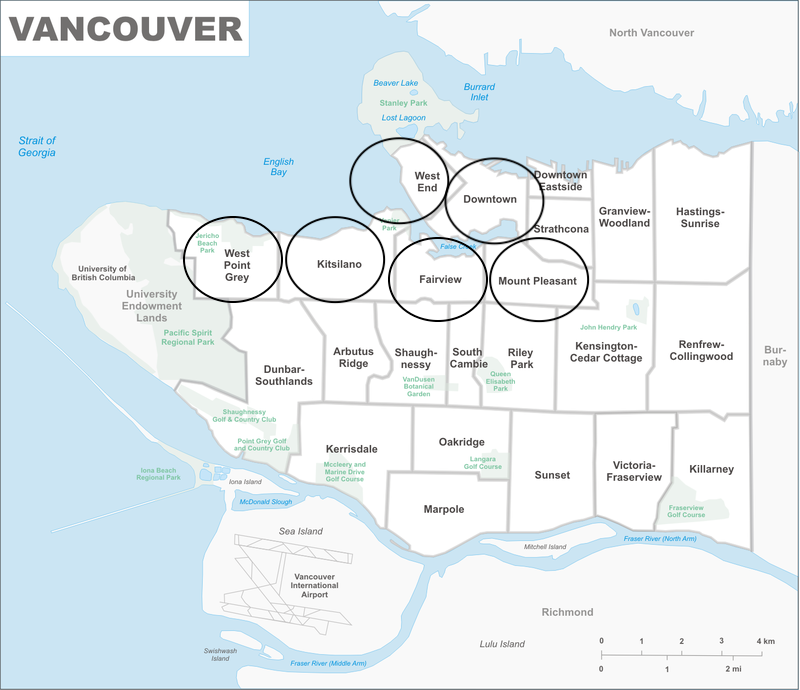 VANCOUVER
North Vancouver
Beaver Lake
Stanley Park
Lost Lagoon
Burrard
Inlet
Strait of
Georgia
English
Bay
West
End
Downtown
Downtown
Eastside
Strathcona
Granview-
Woodland
Hastings-
Sunrise
Park
False Creek
Jericho
Beach
Park
West
Point
Grey
Kitsilano
Fairview
Mount Pleasant
University of
British Columbia
University
Endowment
Lands
Pacific Spirit
Regional Park
John Hendry Park
Dunbar-
Southlands
Arbutus
Ridge
Shaugh-
nessy
VanDusen
Botanical
Garden
South
Cambie
Riley
Park
Queen
Elisabeth
Park
Kensington-
Cedar Cottage
Renfrew-
Collingwood
Bur-
naby
Shaughnessy
Golf & Country Club
Point Grey Golf
and Country Club
Kerrisdale
Mccleery and
Marine Drive
Golf Course
Oakridge
Langara
Golf Course
Marpole
Sunset
Victoria-
Fraserview
Killarney
Fraserview
Golf Course
Iona Beach
Regional Park
Iona Island
McDonald Slough
Sea Island
Vancouver
International
Airport
Mitchell Island
Fraser River (North Arm)
Richmond
Lulu Island
Swishwash
Island
Fraser River (Middle Arm)
0 1 2 3 4 km
0 1 2 mi